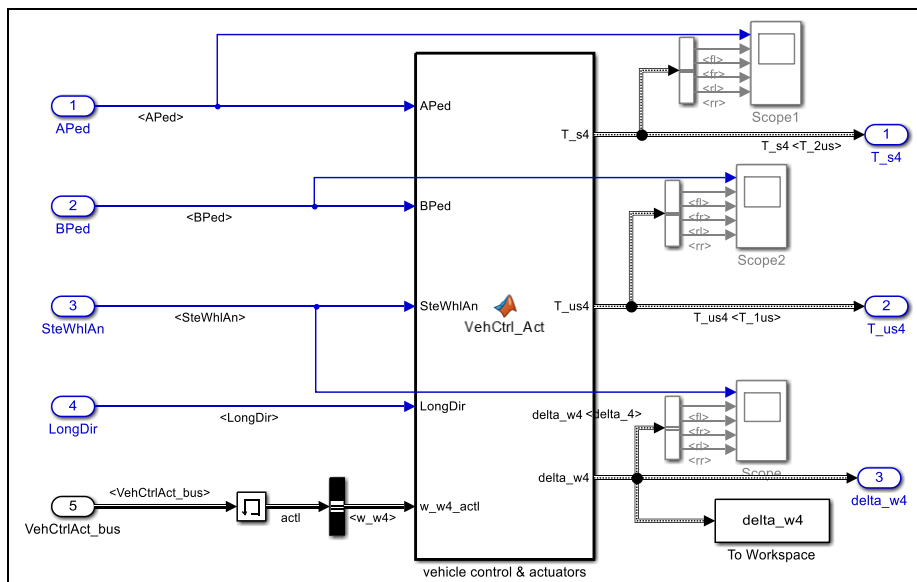 1
APed
<APed>
2
BPed
<BPed>
3
SteWhlAn
<SteWhlAn>
4
LongDir
<LongDir>
5
VehCtrlAct_bus
<VehCtrlAct_bus>
actl
<w_w4>
APed
BPed
SteWhlAn
LongDir
w_w4_actl
VehCtrl_Act
T_s4
T_us4
delta_w4
vehicle control & actuators
<fl>
<fr>
<rl>
<rr>
Scope1
T_s4 <T_2us>
1
T_s4
<fl>
<fr>
<rl>
<rr>
Scope2
T_us4 <T_1us>
2
T_us4
delta_w4 <delta_4>
<fl>
<fr>
<rl>
<rr>
Scope
3
delta_w4
delta_w4
To Workspace